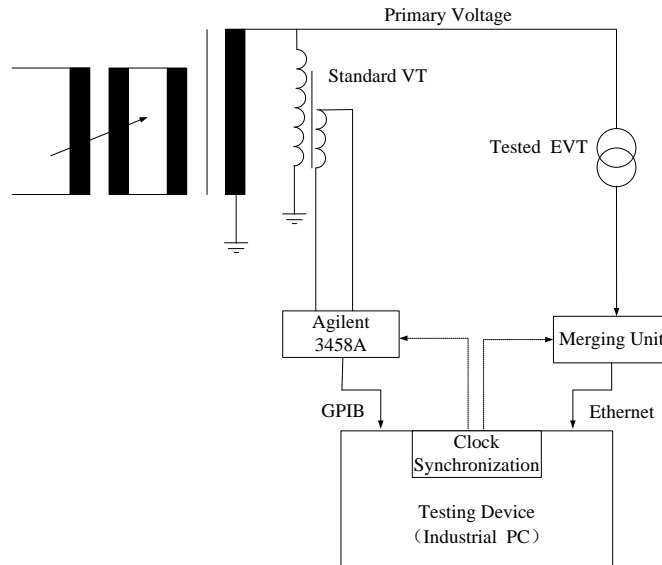 Primary Voltage
Standard VT
Tested EVT
Agilent
3458A
Merging Unit
GPIB
Ethernet
Clock
Synchronization
Testing Device
（Industrial PC）